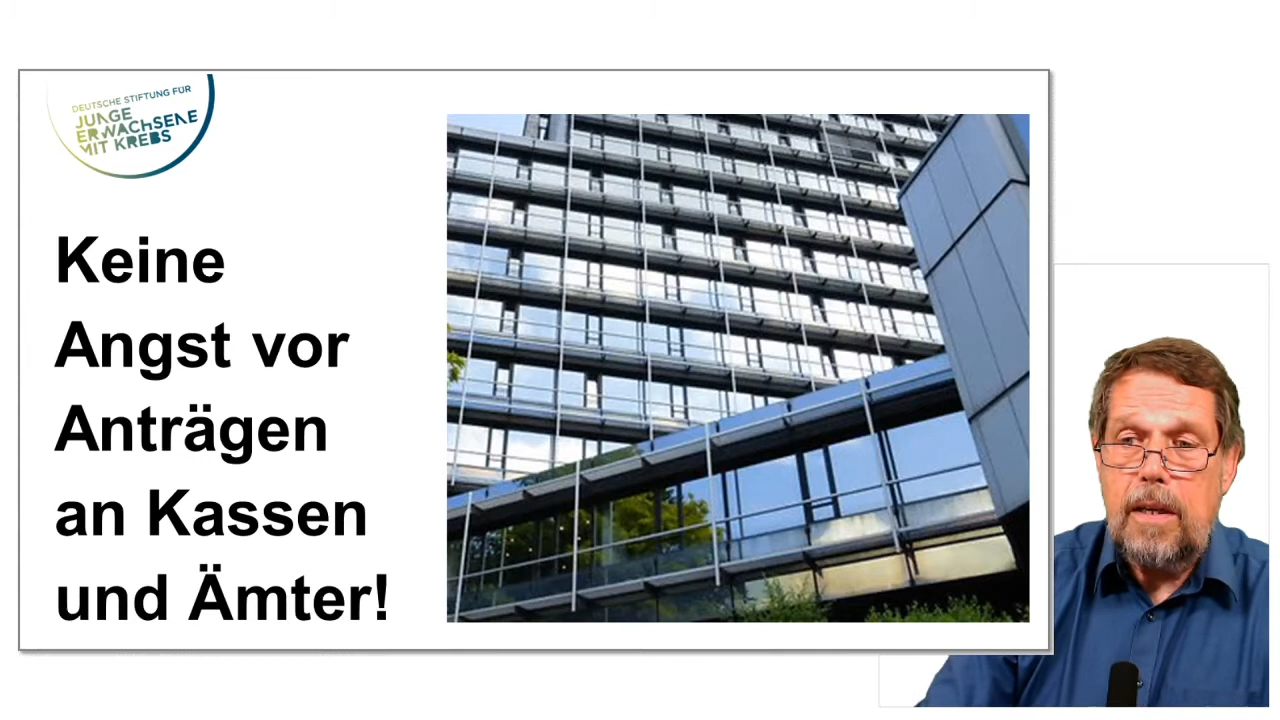 DEUTSCHE STIFTUNG FÜR
JUNGE
ERWACHSENE
MIT KREBS
Keine
Angst vor
Anträgen
an Kassen
und Ämter!